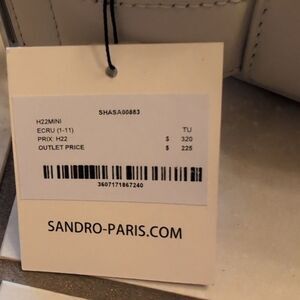 SHASA00883
H22MINI
ECRU (1-11) TU
PRIX: H22 $ 320
OUTLET PRICE $ 225
3607171867240
SANDRO-PARIS.COM